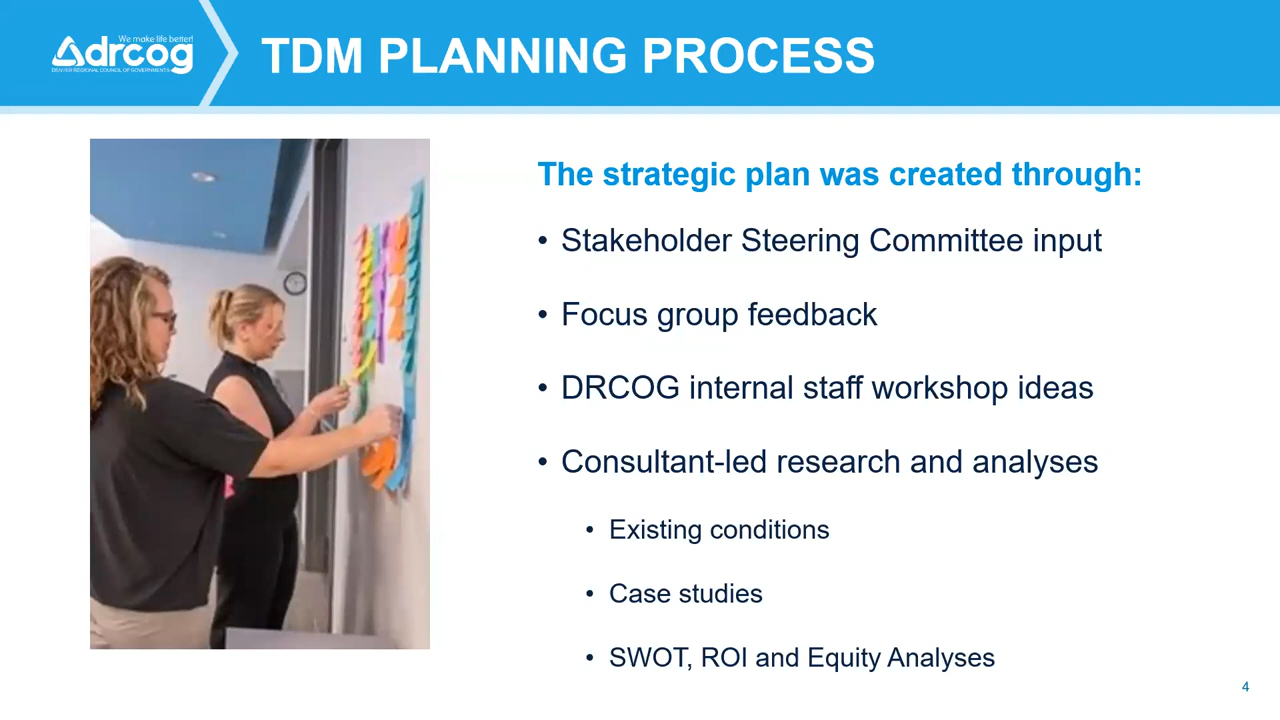 We make life better!
drcog
DENVER REGIONAL COUNCIL OF GOVERNMENTS
TDM PLANNING PROCESS
The strategic plan was created through:
• Stakeholder Steering Committee input
• Focus group feedback
• DRCOG internal staff workshop ideas
• Consultant-led research and analyses
• Existing conditions
• Case studies
• SWOT, ROI and Equity Analyses
4